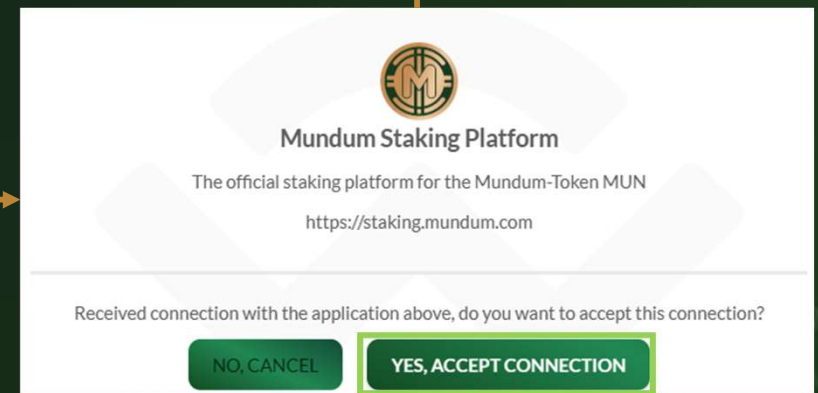 Mundum Staking Platform
The official staking platform for the Mundum-Token MUN
https://staking.mundum.com
Received connection with the application above, do you want to accept this connection?
NO, CANCEL
YES, ACCEPT CONNECTION